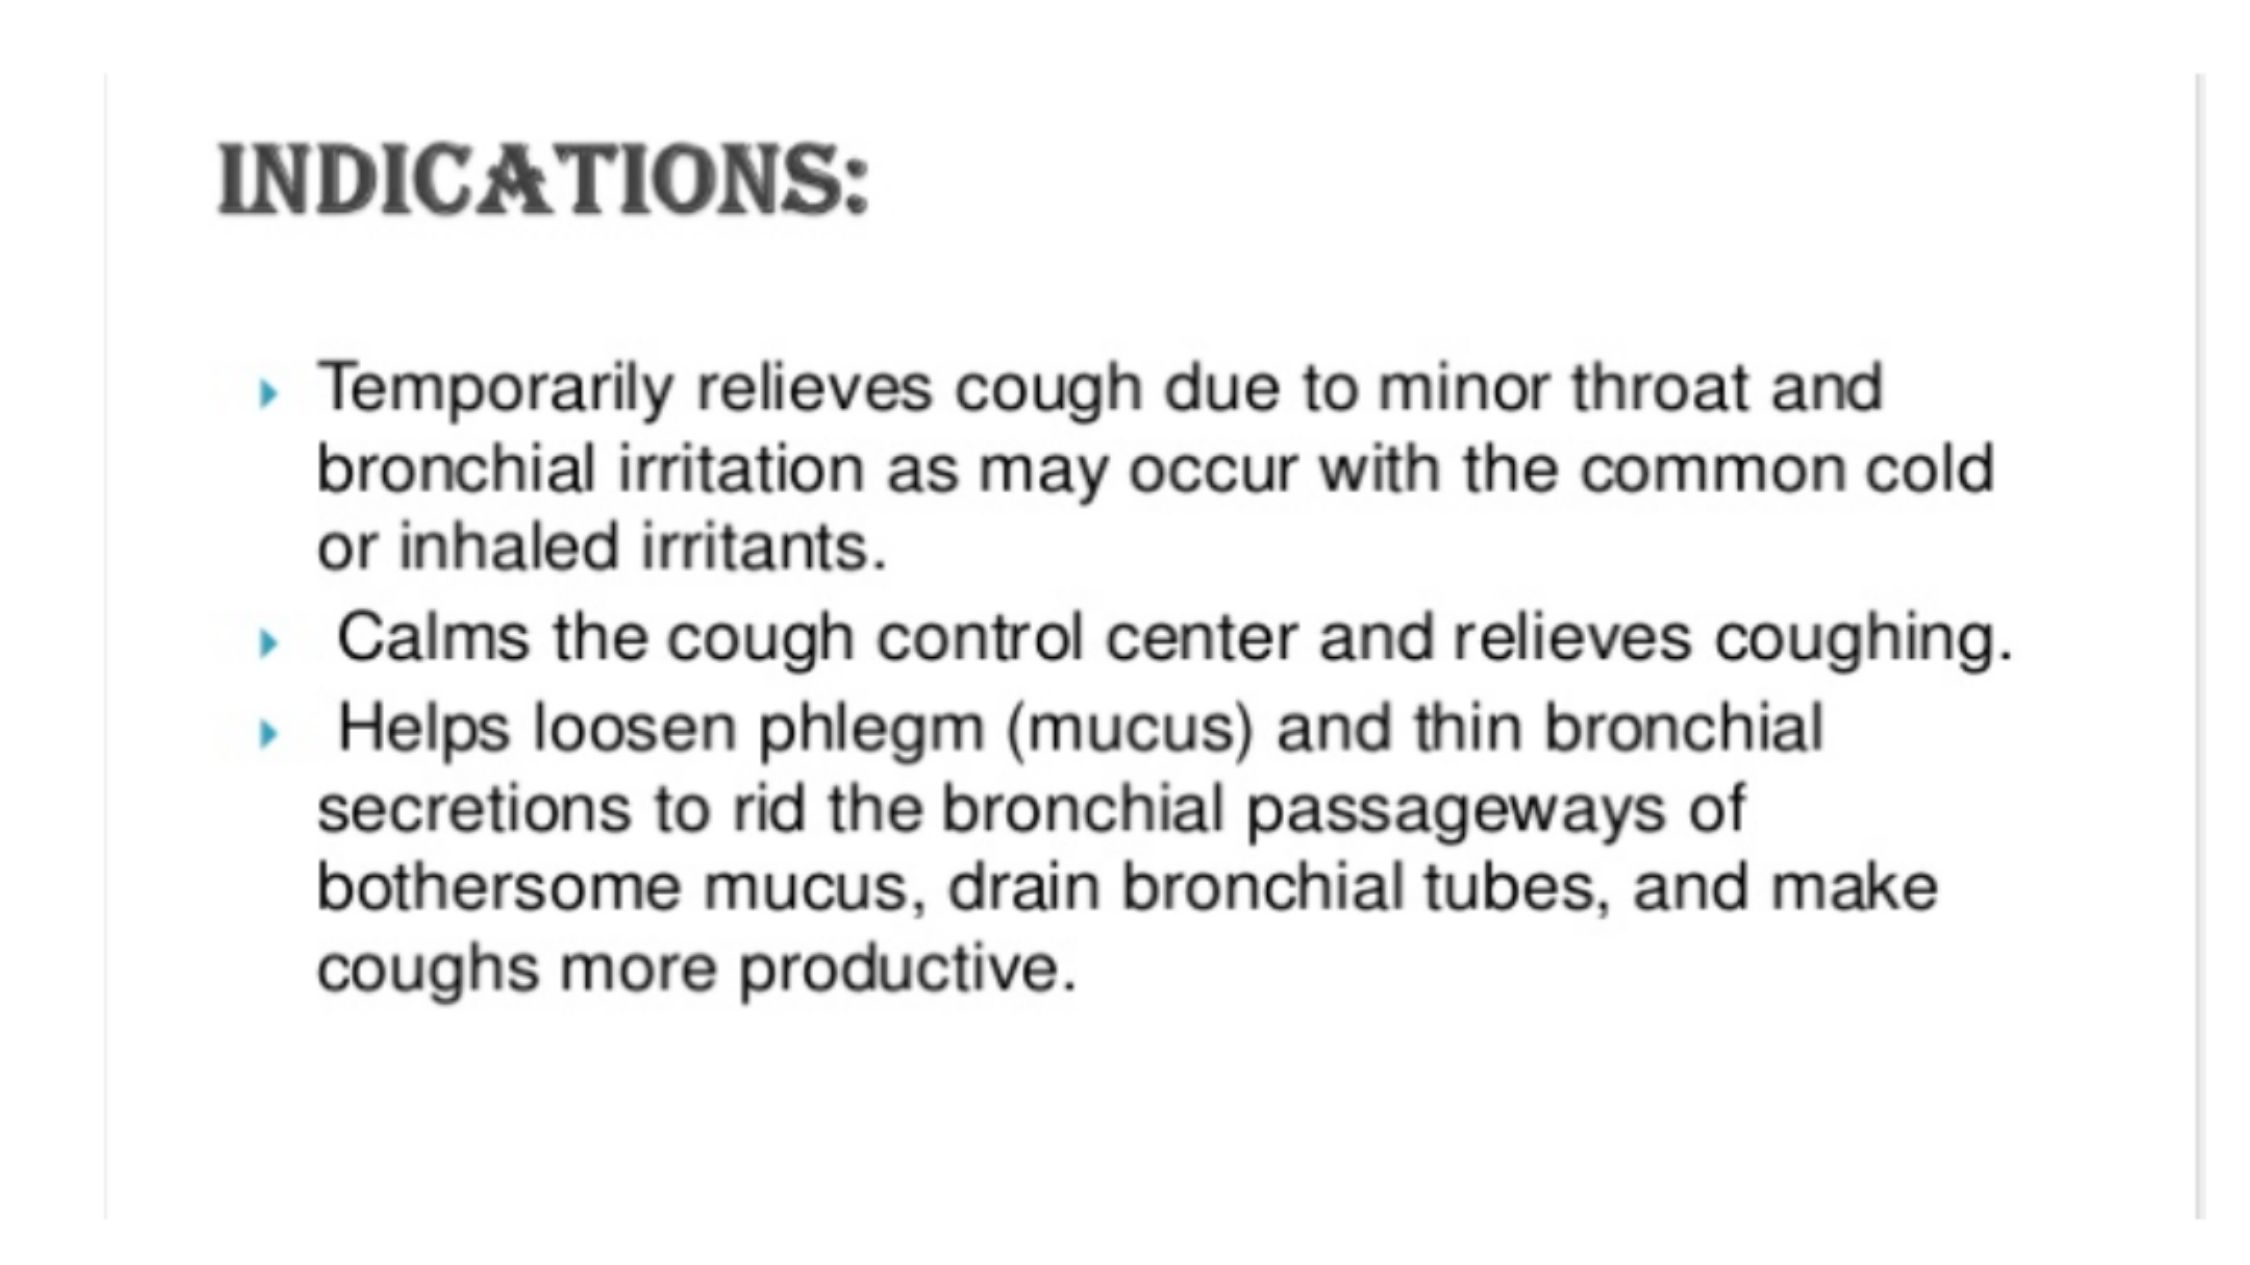 INDICATIONS:
Temporarily relieves cough due to minor throat and
bronchial irritation as may occur with the common cold
or inhaled irritants.
Calms the cough control center and relieves coughing.
Helps loosen phlegm (mucus) and thin bronchial
secretions to rid the bronchial passageways of
bothersome mucus, drain bronchial tubes, and make
coughs more productive.